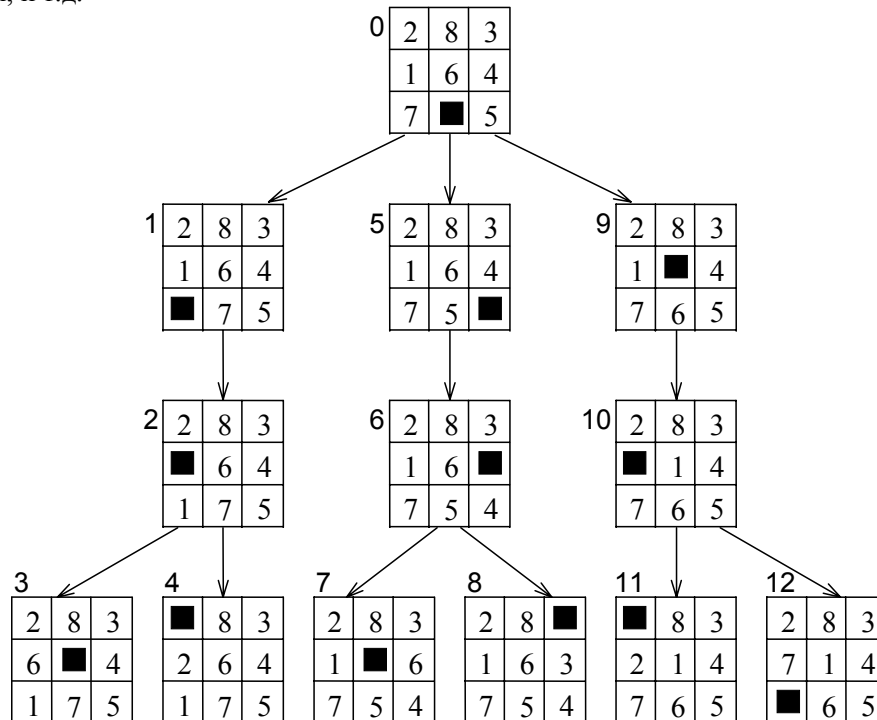 0 2 8 3
1 6 4
7 ■ 5
1 2 8 3 5 2 8 3 9 2 8 3
1 6 4 1 6 4 1 ■ 4
■ 7 5 7 5 ■ 7 6 5
2 2 8 3 6 2 8 3 10 2 8 3
■ 6 4 1 6 ■ ■ 1 4
1 7 5 7 5 4 7 6 5
3 4 7 8 11 12
2 8 3 ■ 8 3 2 8 3 2 8 ■ ■ 8 3 2 8 3
6 ■ 4 2 6 4 1 ■ 6 1 6 3 2 1 4 7 1 4
1 7 5 1 7 5 7 5 4 7 5 4 7 6 5 ■ 6 5